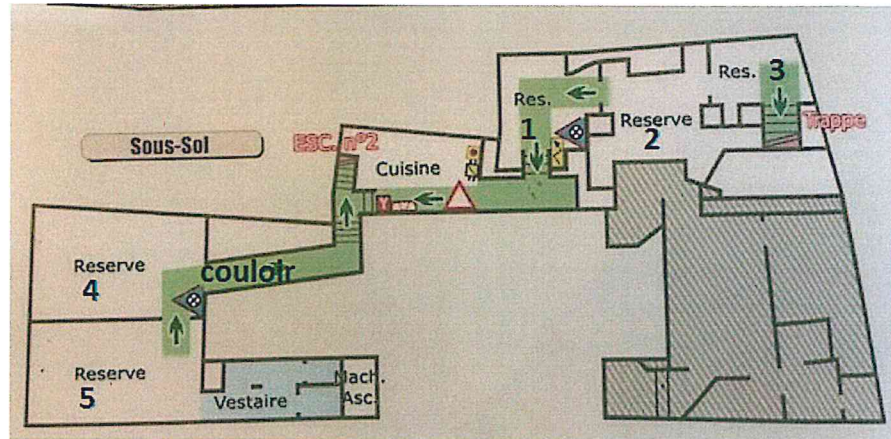 3
Res.
Res.
1
Reserve
2
Trappe
Sous-Sol
ESC. nº2
Cuisine
Reserve
4
couloir
Reserve
5
Vestaire
Mach.
Asc.